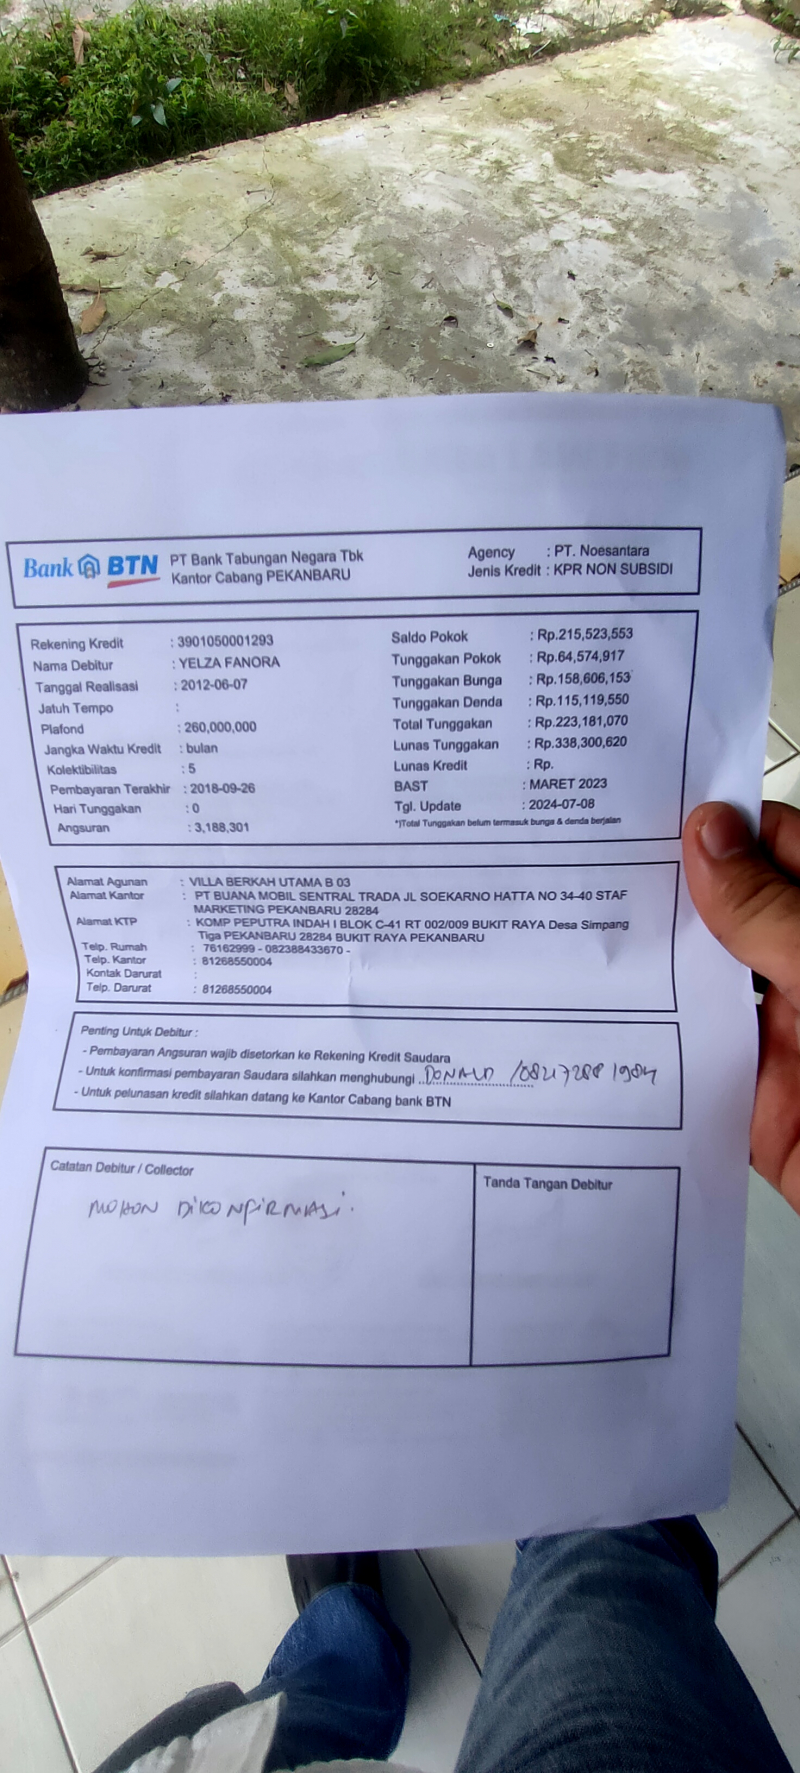 Bank BTN PT Bank Tabungan Negara Tbk
Kantor Cabang PEKANBARU
Agency : PT. Noesantara
Jenis Kredit : KPR NON SUBSIDI
Rekening Kredit : 3901050001293
Nama Debitur : YELZA FANORA
Tanggal Realisasi : 2012-06-07
Jatuh Tempo :
Plafond : 260,000,000
Jangka Waktu Kredit : bulan
Kolektibilitas : 5
Pembayaran Terakhir : 2018-09-26
Hari Tunggakan : 0
Angsuran : 3,188,301
Saldo Pokok : Rp.215,523,553
Tunggakan Pokok : Rp.64,574,917
Tunggakan Bunga : Rp.158,606,153
Tunggakan Denda : Rp.115,119,550
Total Tunggakan : Rp.223,181,070
Lunas Tunggakan : Rp.338,300,620
Lunas Kredit : Rp.
BAST : MARET 2023
Tgl. Update : 2024-07-08
*)Total Tunggakan belum termasuk bunga & denda berjalan
Alamat Agunan : VILLA BERKAH UTAMA B 03
Alamat Kantor : PT BUANA MOBIL SENTRAL TRADA JL SOEKARNO HATTA NO 34-40 STAF
MARKETING PEKANBARU 28284
Alamat KTP : KOMP PEPUTRA INDAH I BLOK C-41 RT 002/009 BUKIT RAYA Desa Simpang
Tiga PEKANBARU 28284 BUKIT RAYA PEKANBARU
Telp. Rumah : 76162999 - 082388433670 -
Telp. Kantor : 81268550004
Kontak Darurat :
Telp. Darurat : 81268550004
Penting Untuk Debitur :
- Pembayaran Angsuran wajib disetorkan ke Rekening Kredit Saudara
- Untuk konfirmasi pembayaran Saudara silahkan menghubungi DONALD / 082172881984
- Untuk pelunasan kredit silahkan datang ke Kantor Cabang bank BTN
Catatan Debitur / Collector
MOHON DIKONFIRMASI.
Tanda Tangan Debitur